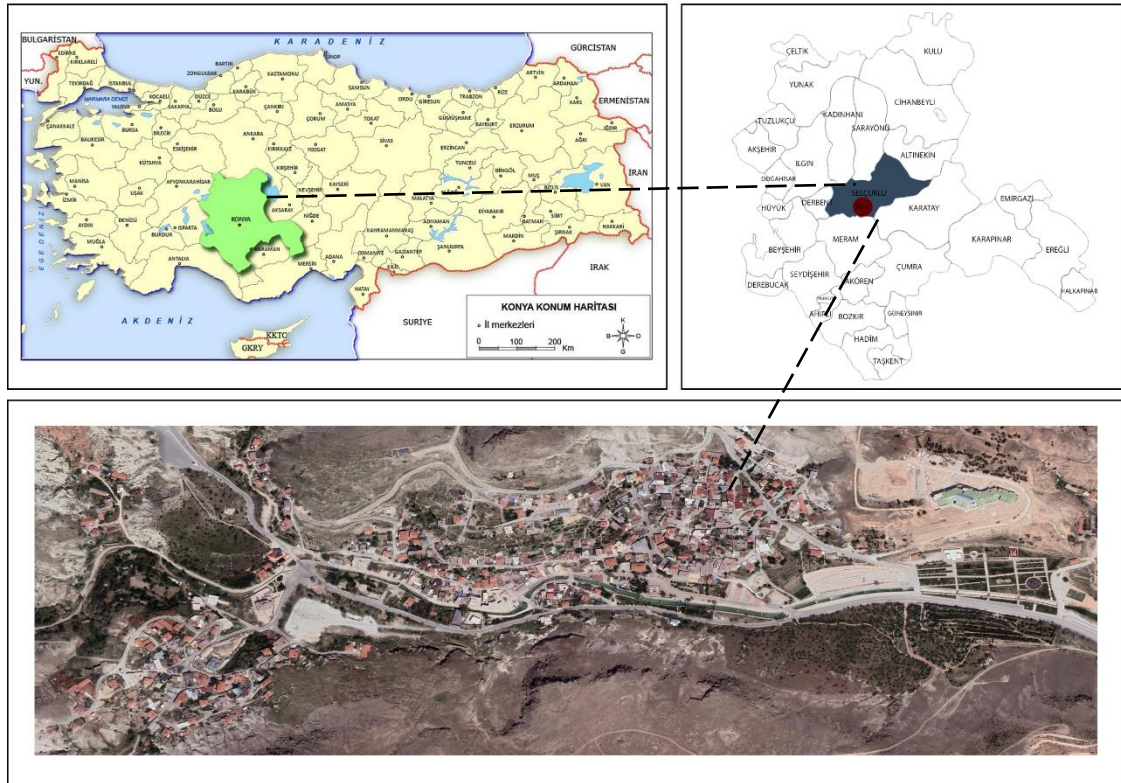 BULGARİSTAN
KARADENİZ
GÜRCİSTAN
YUN.
ERMENİSTAN
İRAN
IRAK
SURİYE
AKDENİZ
EGE DENİZİ
MARMARA DENİZİ
KKTC
GKRY
EDİRNE
KIRKLARELİ
TEKİRDAĞ
İSTANBUL
YALOVA
KOCAELİ
SAKARYA
DÜZCE
BOLU
ZONGULDAK
BARTIN
KARABÜK
KASTAMONU
SİNOP
SAMSUN
ORDU
GİRESUN
TRABZON
RİZE
ARTVİN
ARDAHAN
KARS
IĞDIR
AĞRI
ÇANAKKALE
BALIKESİR
BURSA
BİLECİK
ESKİŞEHİR
KÜTAHYA
ANKARA
ÇANKIRI
ÇORUM
AMASYA
TOKAT
SİVAS
GÜMÜŞHANE
BAYBURT
ERZURUM
ERZİNCAN
TUNCELİ
BİNGÖL
MUŞ
BİTLİS
VAN
KIRIKKALE
YOZGAT
KIRŞEHİR
NEVŞEHİR
KAYSERİ
AKSARAY
NİĞDE
MALATYA
ADIYAMAN
DİYARBAKIR
BATMAN
SİİRT
ŞIRNAK
HAKKARİ
MARDİN
ŞANLIURFA
GAZİANTEP
KİLİS
KAHRAMANMARAŞ
OSMANİYE
ADANA
HATAY
MERSİN
KARAMAN
KONYA
MANİSA
İZMİR
UŞAK
AFYONKARAHİSAR
AYDIN
DENİZLİ
ISPARTA
BURDUR
MUĞLA
ANTALYA
KONYA KONUM HARİTASI
İl merkezleri
K
B O
G
0 100 200
Km
ÇELTİK
KULU
YUNAK
CİHANBEYLİ
TUZLUKÇU
KADINHANI
SARAYÖNÜ
AKŞEHİR
ILGIN
ALTINEKİN
DOĞAHİSAR
SELÇUKLU
DERBENT
HÜYÜK
KARATAY
EMİRGAZİ
BEYŞEHİR
MERAM
KARAPINAR
EREĞLİ
SEYDİŞEHİR
ÇUMRA
DEREBUCAK
AKÖREN
HALKAPINAR
AHIRLI
BOZKIR
GÜNEYSINIR
HADİM
TAŞKENT